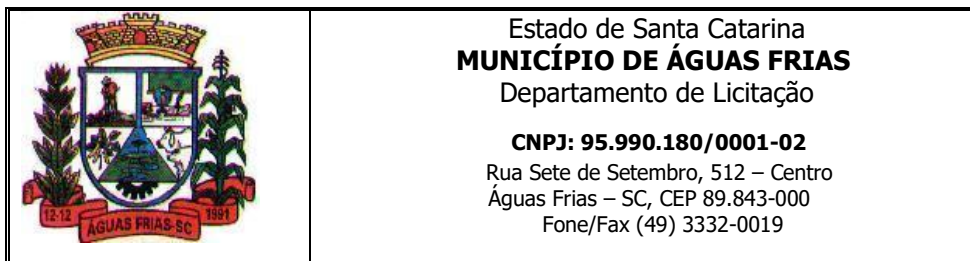 12-12
ÁGUAS FRIAS-SC
1991
Estado de Santa Catarina
MUNICÍPIO DE ÁGUAS FRIAS
Departamento de Licitação
CNPJ: 95.990.180/0001-02
Rua Sete de Setembro, 512 – Centro
Águas Frias – SC, CEP 89.843-000
Fone/Fax (49) 3332-0019